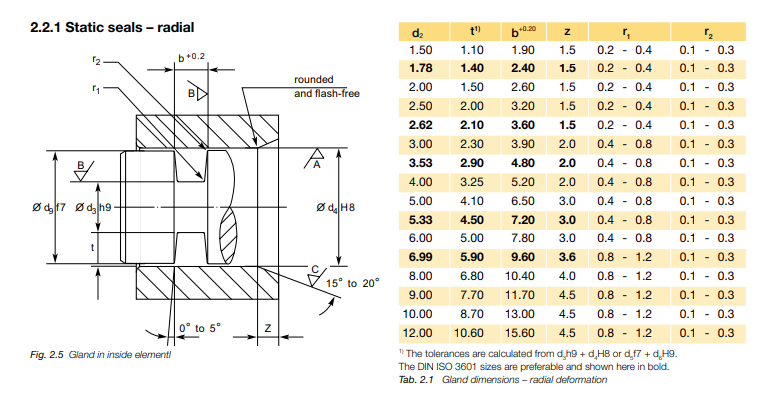 2.2.1 Static seals – radial
b+0.2
r2
r1
B
rounded
and flash-free
B
A
Ø d9 f7
Ø d3 h9
Ø d4 H8
t
C
15° to 20°
0° to 5°
Z
Fig. 2.5 Gland in inside elementl
d2 t1) b+0.20 z r1 r2
1.50 1.10 1.90 1.5 0.2 - 0.4 0.1 - 0.3
1.78 1.40 2.40 1.5 0.2 - 0.4 0.1 - 0.3
2.00 1.50 2.60 1.5 0.2 - 0.4 0.1 - 0.3
2.50 2.00 3.20 1.5 0.2 - 0.4 0.1 - 0.3
2.62 2.10 3.60 1.5 0.2 - 0.4 0.1 - 0.3
3.00 2.30 3.90 2.0 0.4 - 0.8 0.1 - 0.3
3.53 2.90 4.80 2.0 0.4 - 0.8 0.1 - 0.3
4.00 3.25 5.20 2.0 0.4 - 0.8 0.1 - 0.3
5.00 4.10 6.50 3.0 0.4 - 0.8 0.1 - 0.3
5.33 4.50 7.20 3.0 0.4 - 0.8 0.1 - 0.3
6.00 5.00 7.80 3.0 0.4 - 0.8 0.1 - 0.3
6.99 5.90 9.60 3.6 0.8 - 1.2 0.1 - 0.3
8.00 6.80 10.40 4.0 0.8 - 1.2 0.1 - 0.3
9.00 7.70 11.70 4.5 0.8 - 1.2 0.1 - 0.3
10.00 8.70 13.00 4.5 0.8 - 1.2 0.1 - 0.3
12.00 10.60 15.60 4.5 0.8 - 1.2 0.1 - 0.3
1) The tolerances are calculated from d3h9 + d4H8 or d5f7 + d6H9.
The DIN ISO 3601 sizes are preferable and shown here in bold.
Tab. 2.1 Gland dimensions – radial deformation